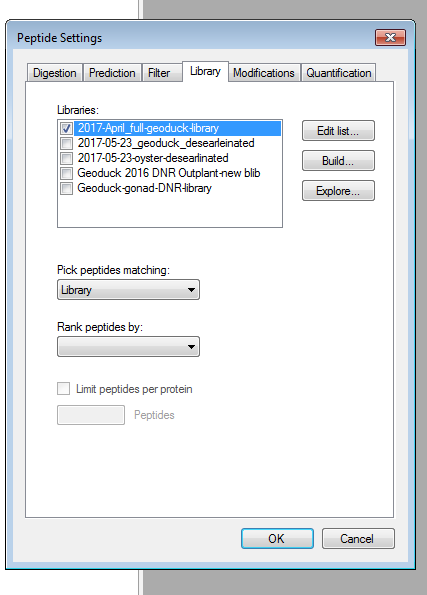 Peptide Settings
Digestion Prediction Filter Library Modifications Quantification
Libraries:
2017-April_full-geoduck-library
2017-05-23_geoduck_desearleinated
2017-05-23-oyster-desearlinated
Geoduck 2016 DNR Outplant-new blib
Geoduck-gonad-DNR-library
Edit list...
Build...
Explore...
Pick peptides matching:
Library
Rank peptides by:
Limit peptides per protein
Peptides
OK Cancel